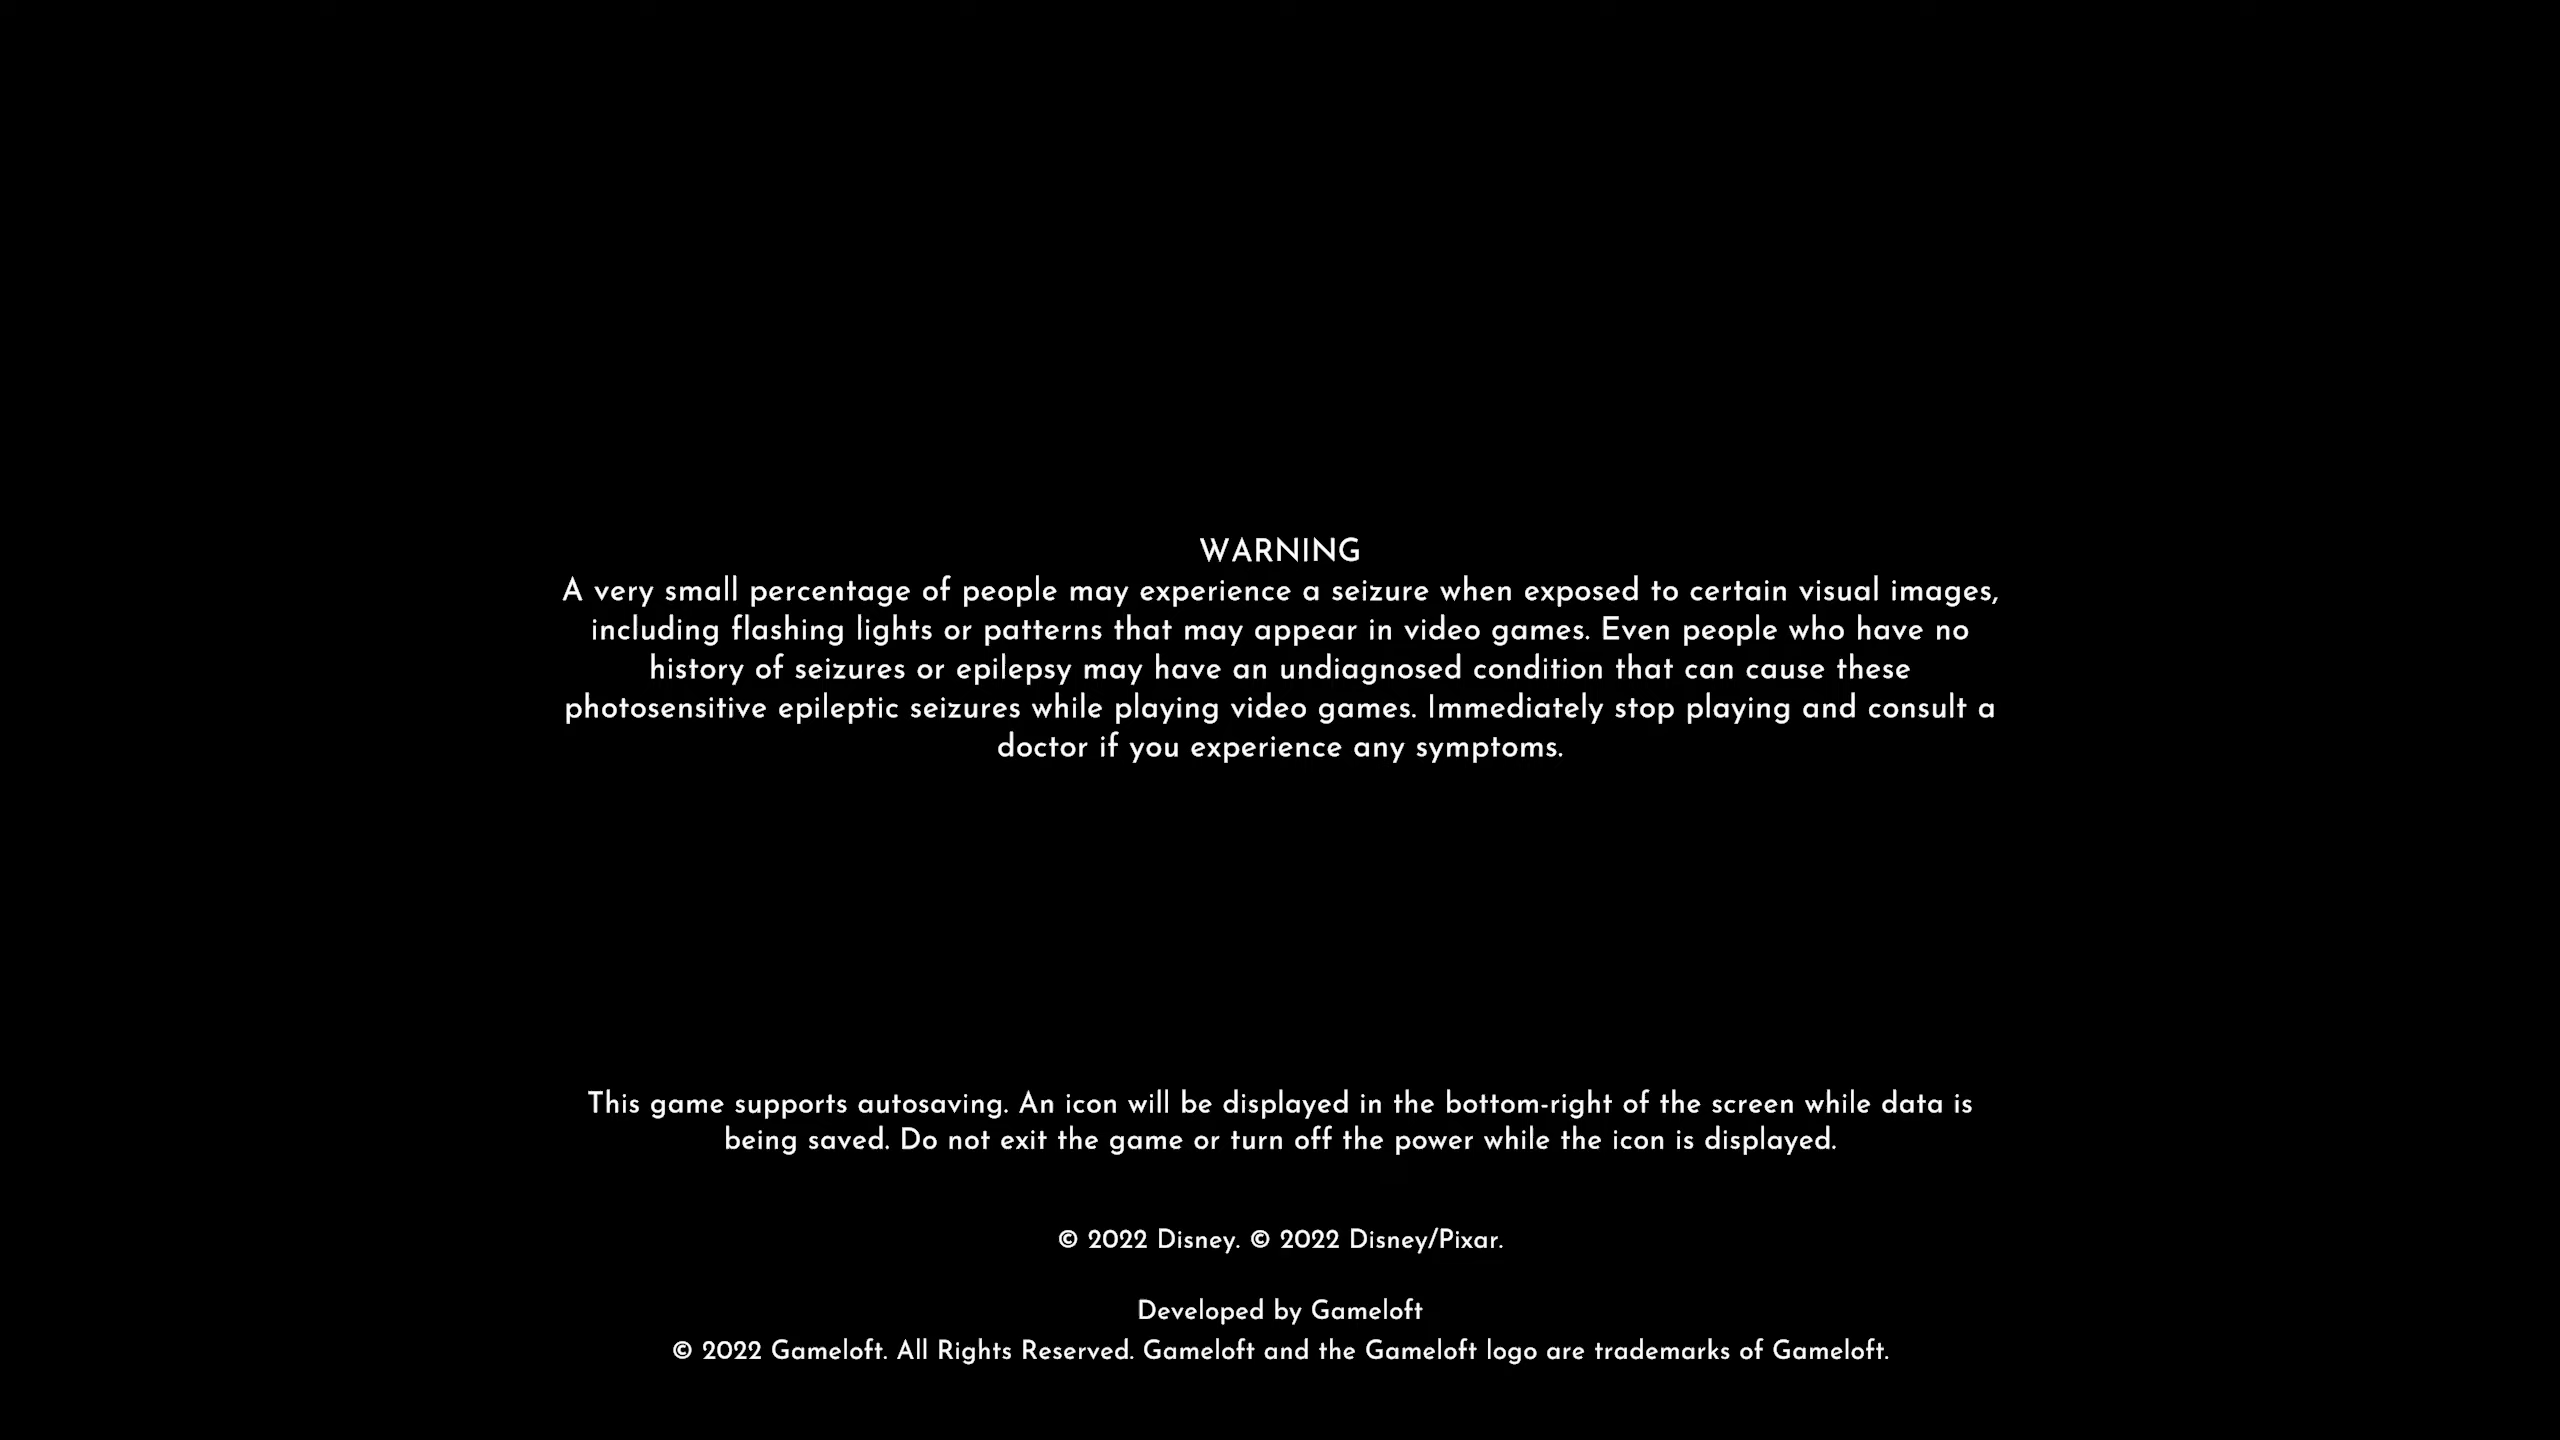 WARNING
A very small percentage of people may experience a seizure when exposed to certain visual images,
including flashing lights or patterns that may appear in video games. Even people who have no
history of seizures or epilepsy may have an undiagnosed condition that can cause these
photosensitive epileptic seizures while playing video games. Immediately stop playing and consult a
doctor if you experience any symptoms.
This game supports autosaving. An icon will be displayed in the bottom-right of the screen while data is
being saved. Do not exit the game or turn off the power while the icon is displayed.
© 2022 Disney. © 2022 Disney/Pixar.
Developed by Gameloft
© 2022 Gameloft. All Rights Reserved. Gameloft and the Gameloft logo are trademarks of Gameloft.